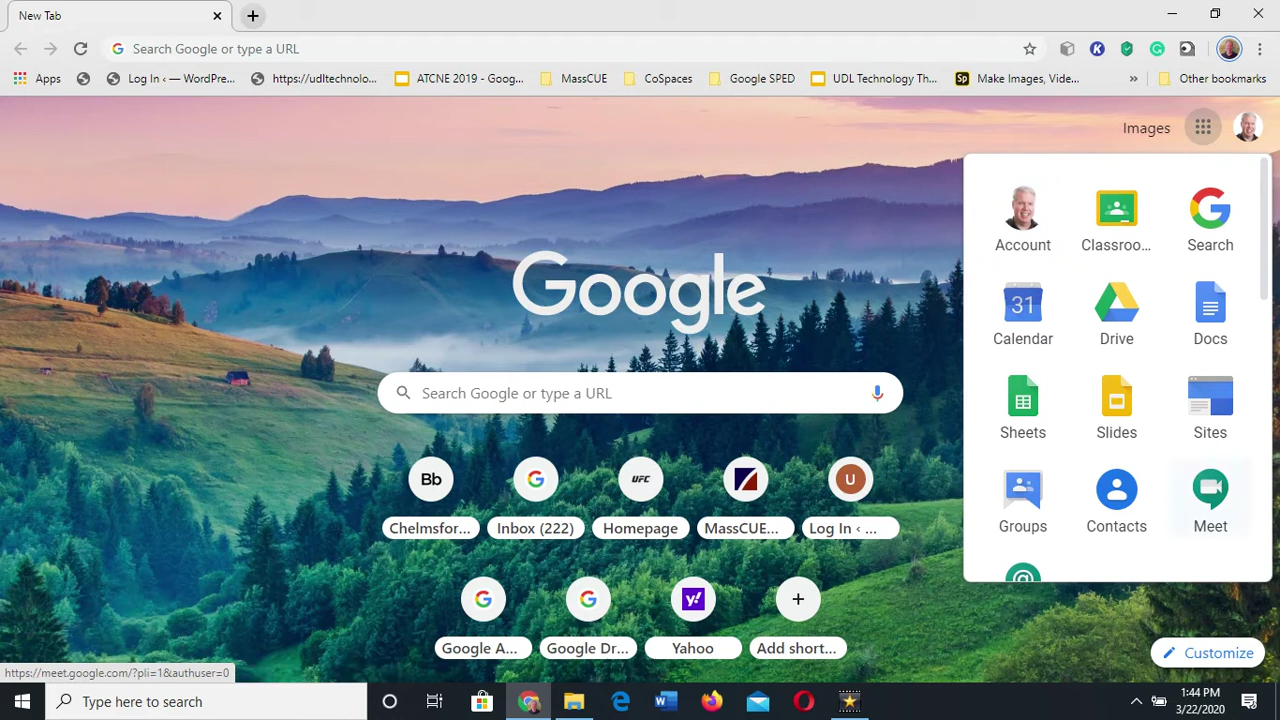 New Tab
Search Google or type a URL
Apps
Log In ‹ — WordPr...
https://udltechnolo...
ATCNE 2019 - Goog...
MassCUE
CoSpaces
Google SPED
UDL Technology Th...
Sp
Make Images, Vide...
»
Other bookmarks
Images
Account
Classroo...
Search
31
Calendar
Drive
Docs
Sheets
Slides
Sites
Groups
Contacts
Meet
Google
Search Google or type a URL
Bb
UFC
U
Chelmsfor...
Inbox (222)
Homepage
MassCUE...
Log In ‹ ...
y!
Google A...
Google Dr...
Yahoo
Add short...
Customize
https://meet.google.com/?pli=1&authuser=0
Type here to search
1:44 PM
3/22/2020